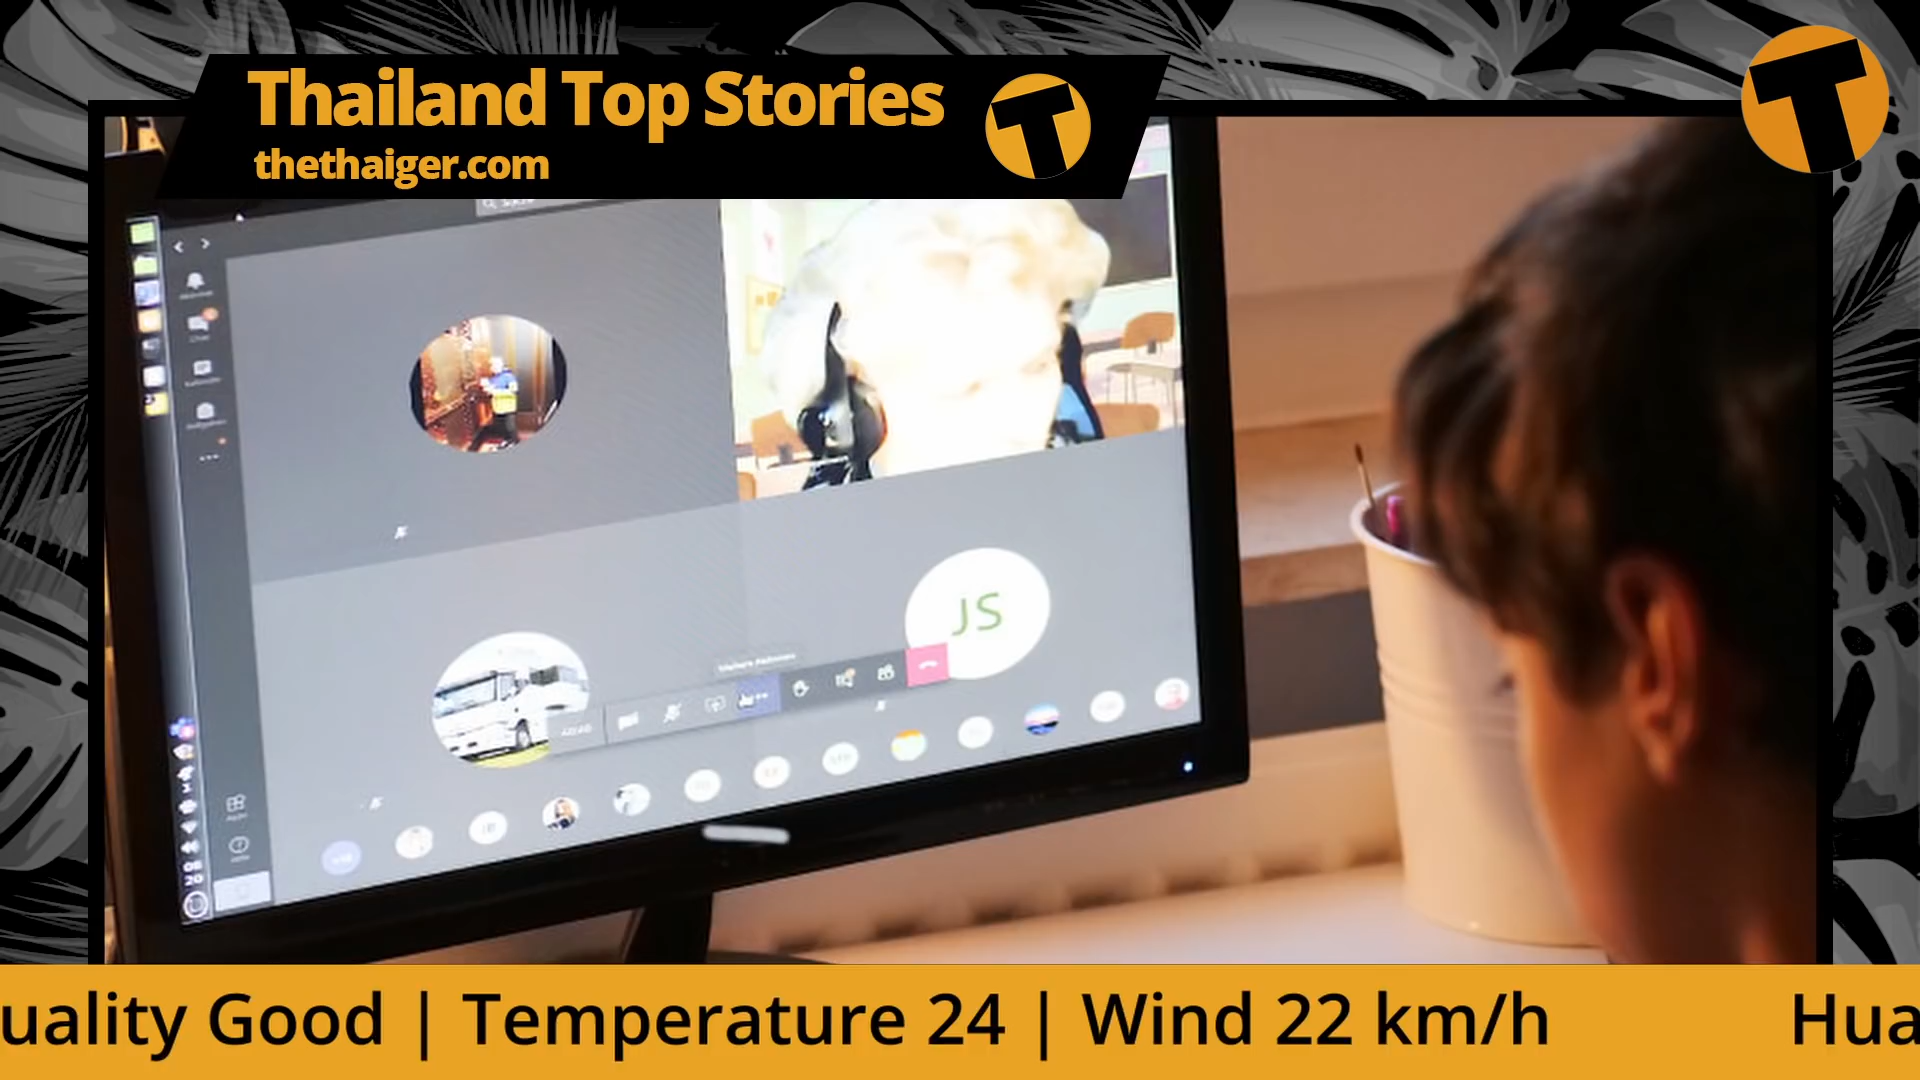 Thailand Top Stories
thethaiger.com
T
T
JS
uality Good | Temperature 24 | Wind 22 km/h
Hua